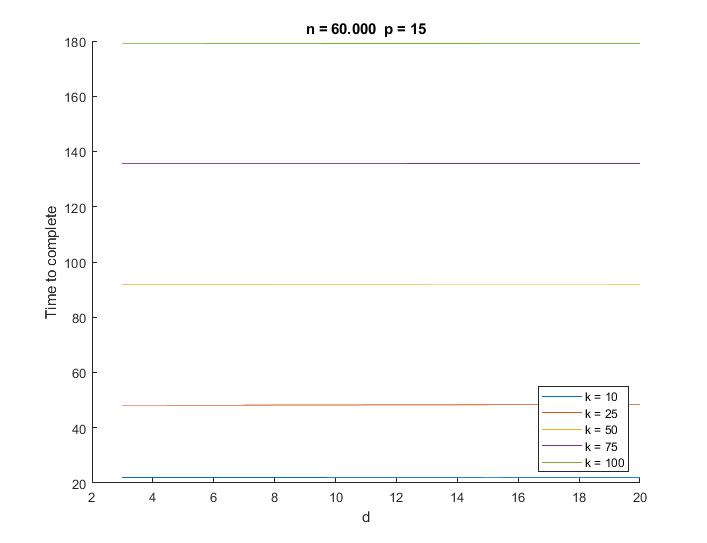 n = 60.000 p = 15
180
160
140
120
100
80
60
40
20
Time to complete
2 4 6 8 10 12 14 16 18 20
d
k = 10
k = 25
k = 50
k = 75
k = 100